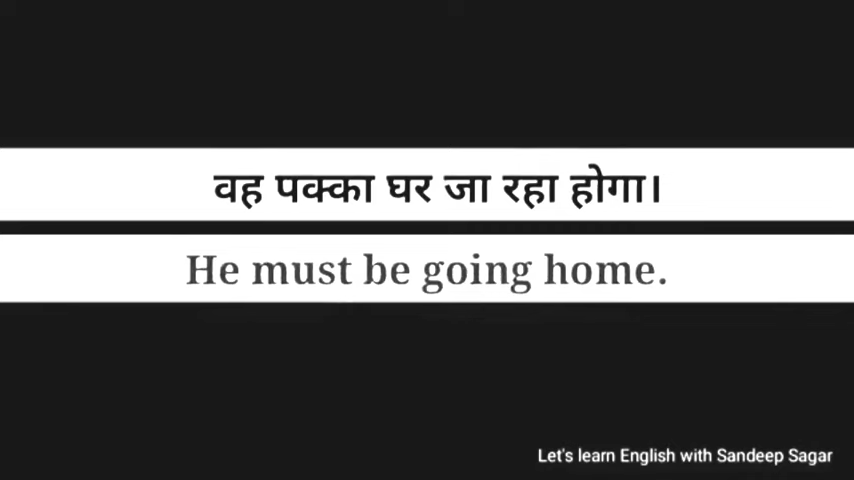 वह पक्का घर जा रहा होगा।
He must be going home.
Let's learn English with Sandeep Sagar